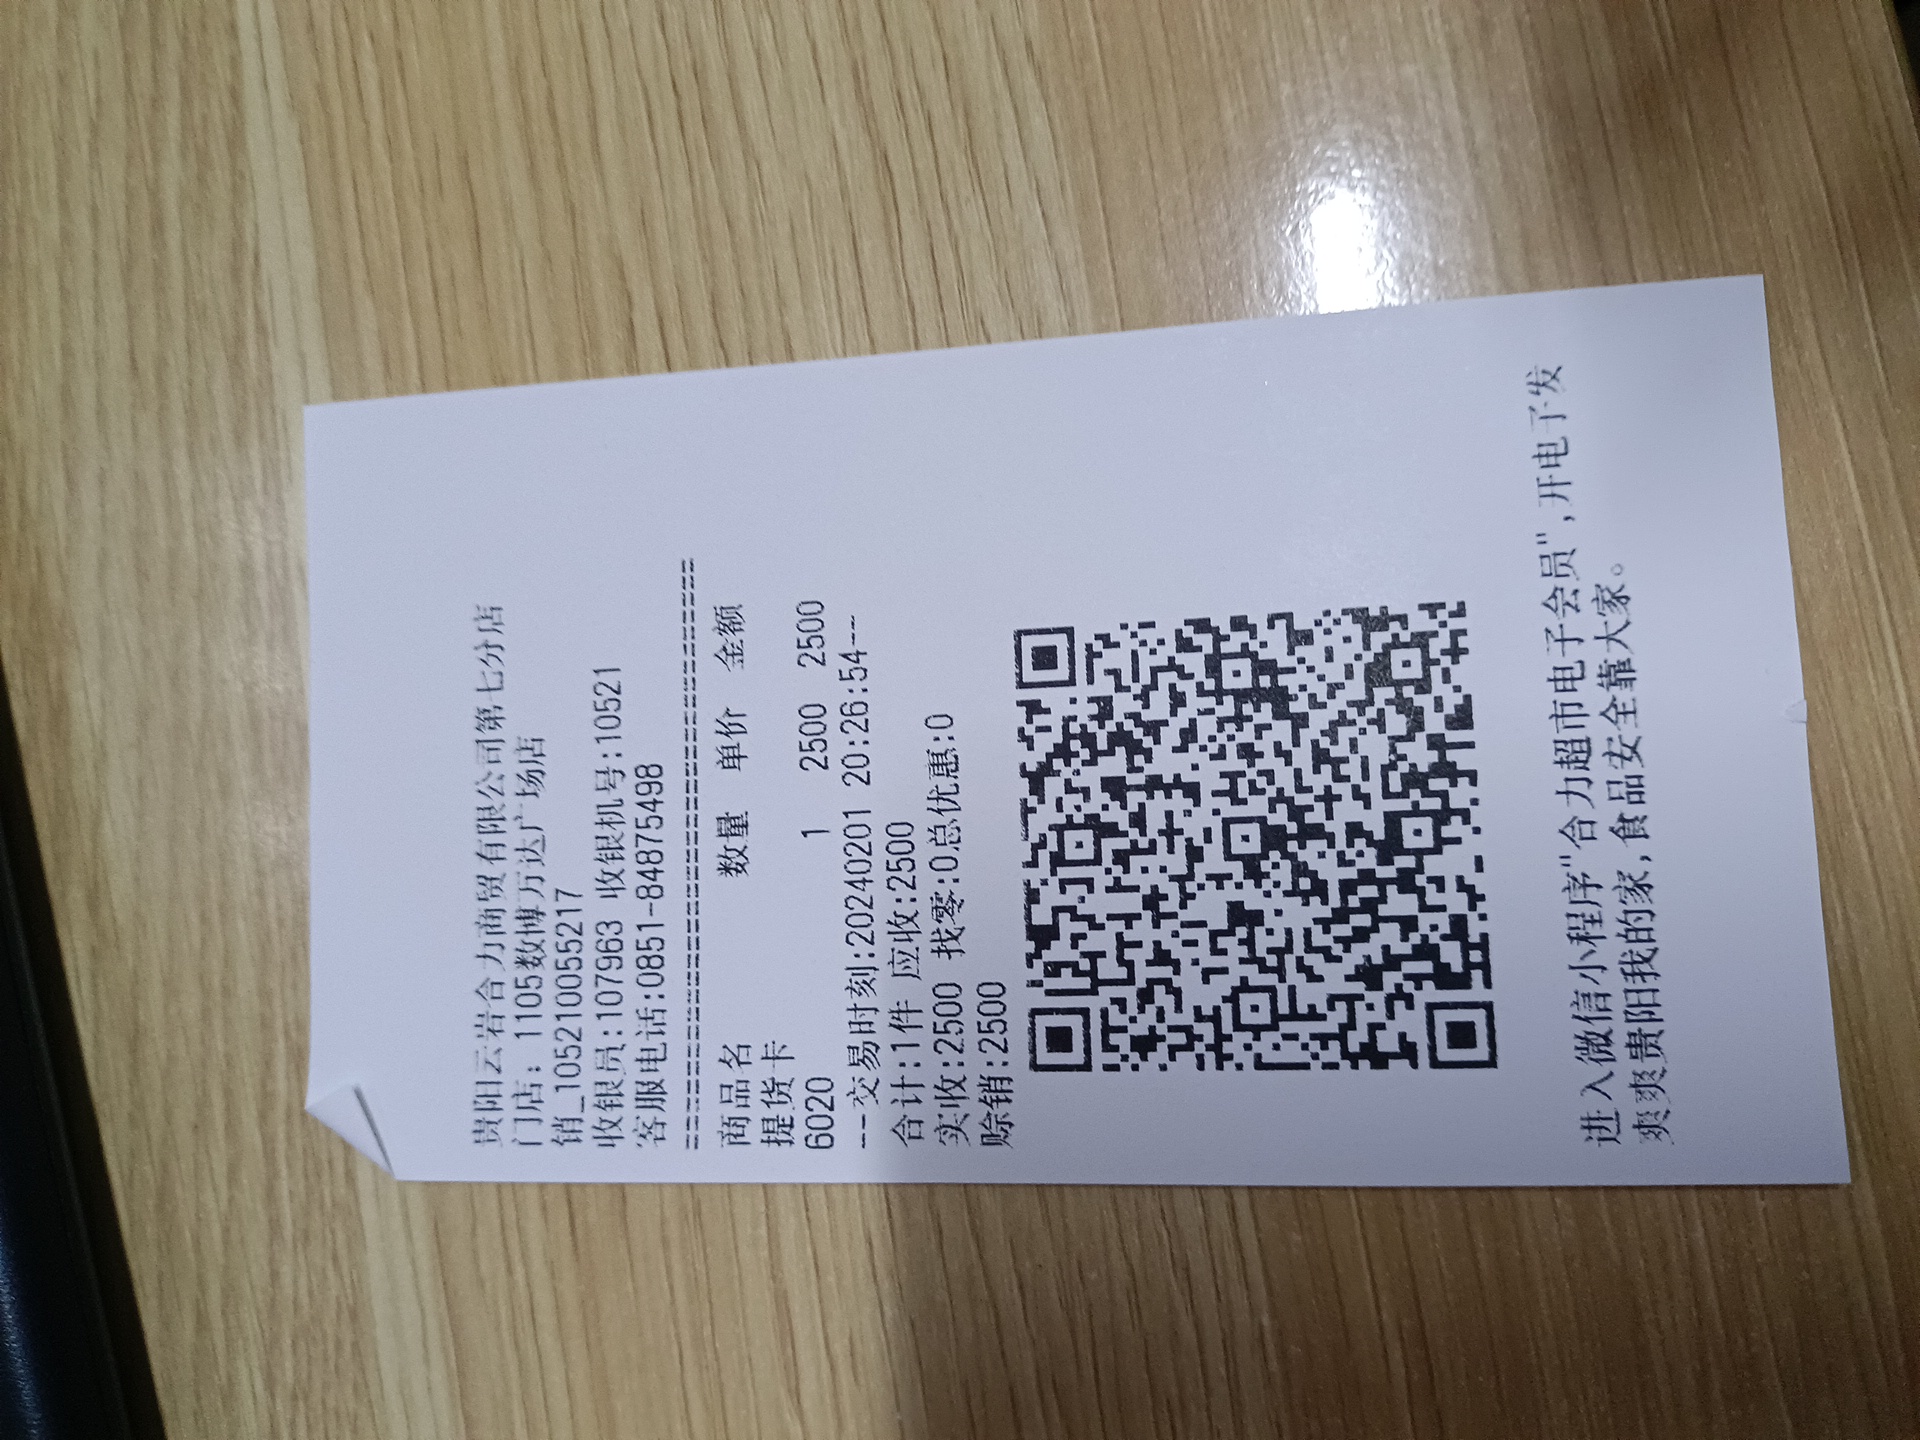 贵阳云岩合力商贸有限公司第七分店
门店: 1105数博万达广场店
销_105210055217
收银员:107963 收银机号:10521
客服电话:0851-84875498
========================================
商品名 数量 单价 金额
提货卡
6020 1 2500 2500
--交易时刻:20240201 20:26:54--
合计:1件 应收:2500
实收:2500 找零:0总优惠:0
赊销:2500
进入微信小程序"合力超市电子会员",开电子发
爽爽贵阳我的家,食品安全靠大家。